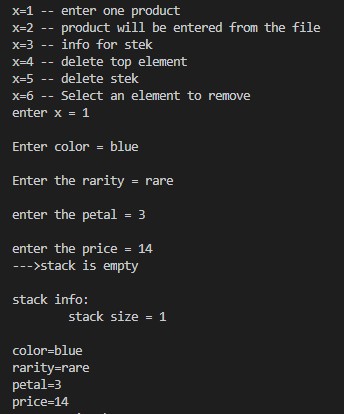 x=1 -- enter one product
x=2 -- product will be entered from the file
x=3 -- info for stek
x=4 -- delete top element
x=5 -- delete stek
x=6 -- Select an element to remove
enter x = 1
Enter color = blue
Enter the rarity = rare
enter the petal = 3
enter the price = 14
--->stack is empty
stack info:
stack size = 1
color=blue
rarity=rare
petal=3
price=14